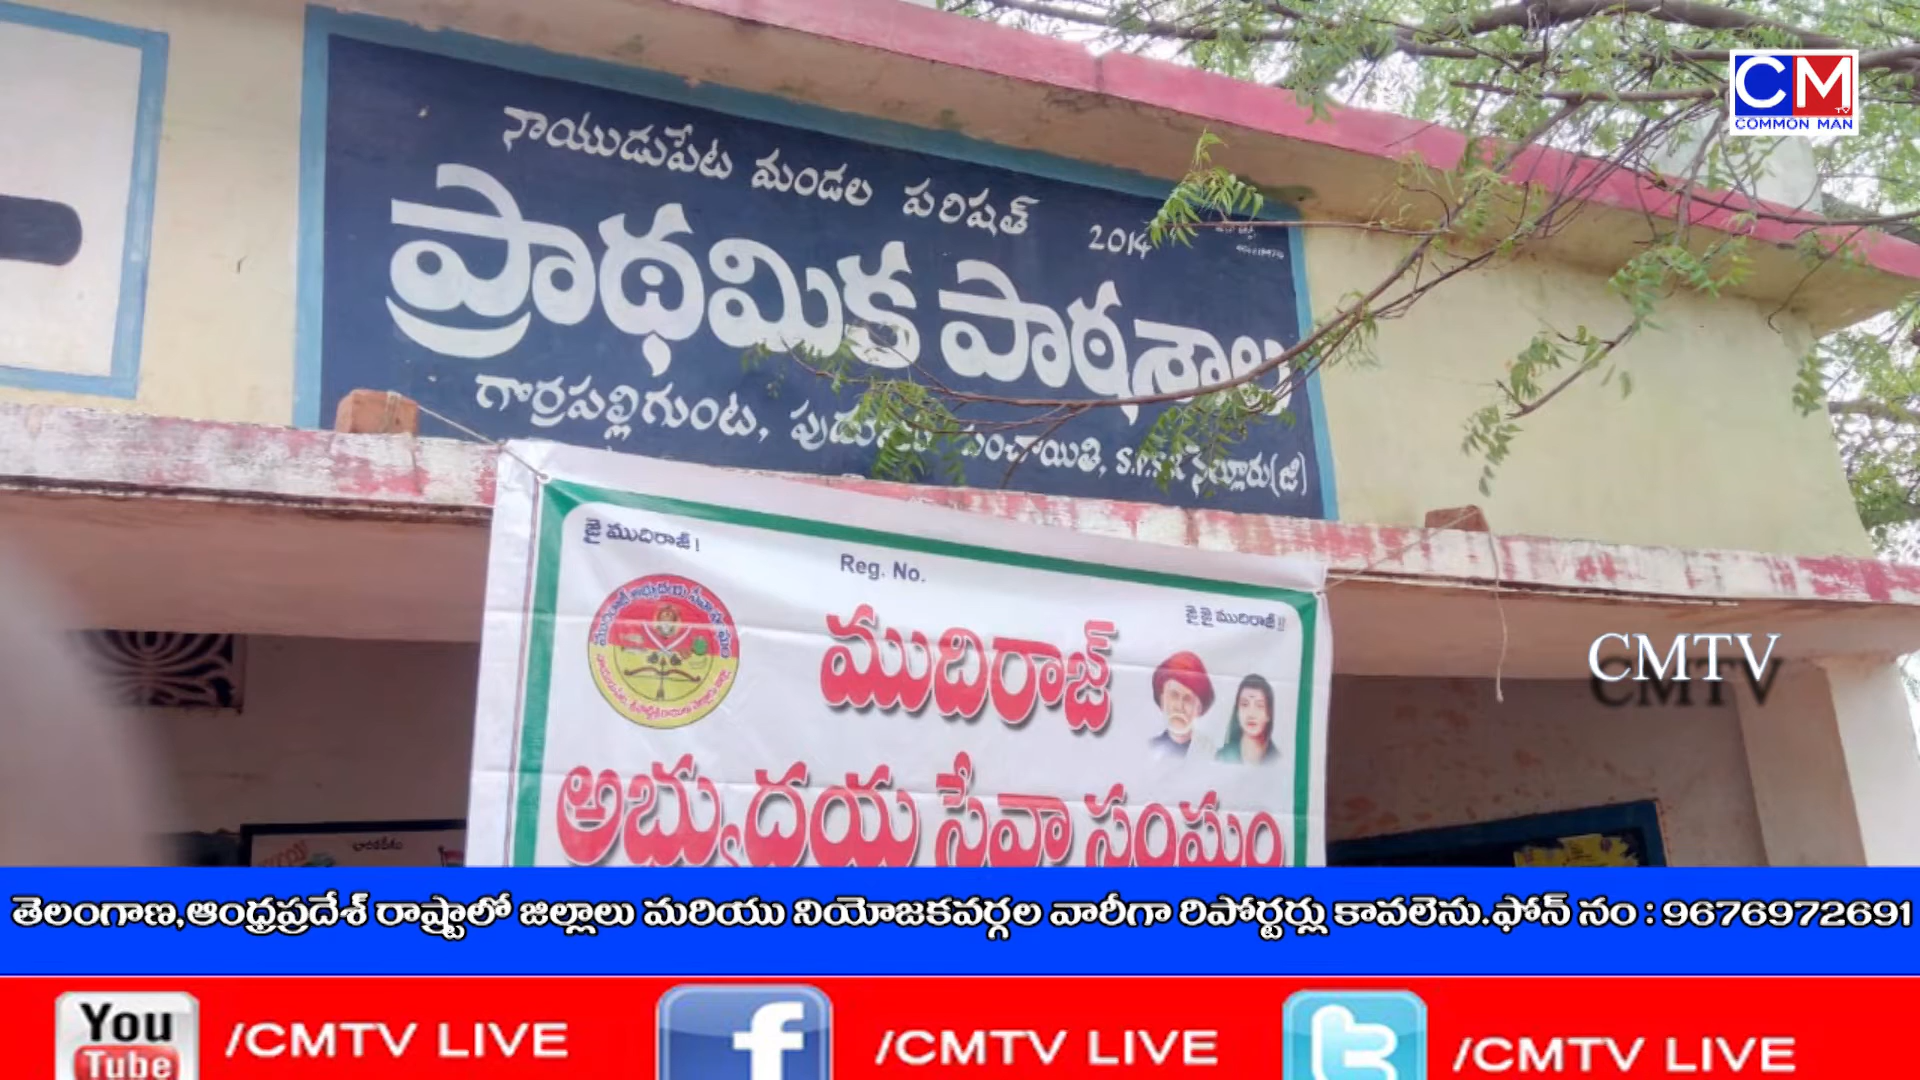 CM
TV
COMMON MAN
నాయుడుపేట మండల పరిషత్ 2014
ప్రాథమిక పాఠశాల
గొర్రపల్లిగుంట, పంచాయితి, నెల్లూరు(జి)
జై ముదిరాజ్!
Reg. No.
జైజై ముదిరాజ్!!
ముదిరాజ్
అభ్యుదయ సేవా సంఘం
CMTV
తెలంగాణ,ఆంధ్రప్రదేశ్ రాష్ట్రాలో జిల్లాలు మరియు నియోజకవర్గల వారీగా రిపోర్టర్లు కావలెను.ఫోన్ నం : 9676972691
You Tube /CMTV LIVE f /CMTV LIVE t /CMTV LIVE